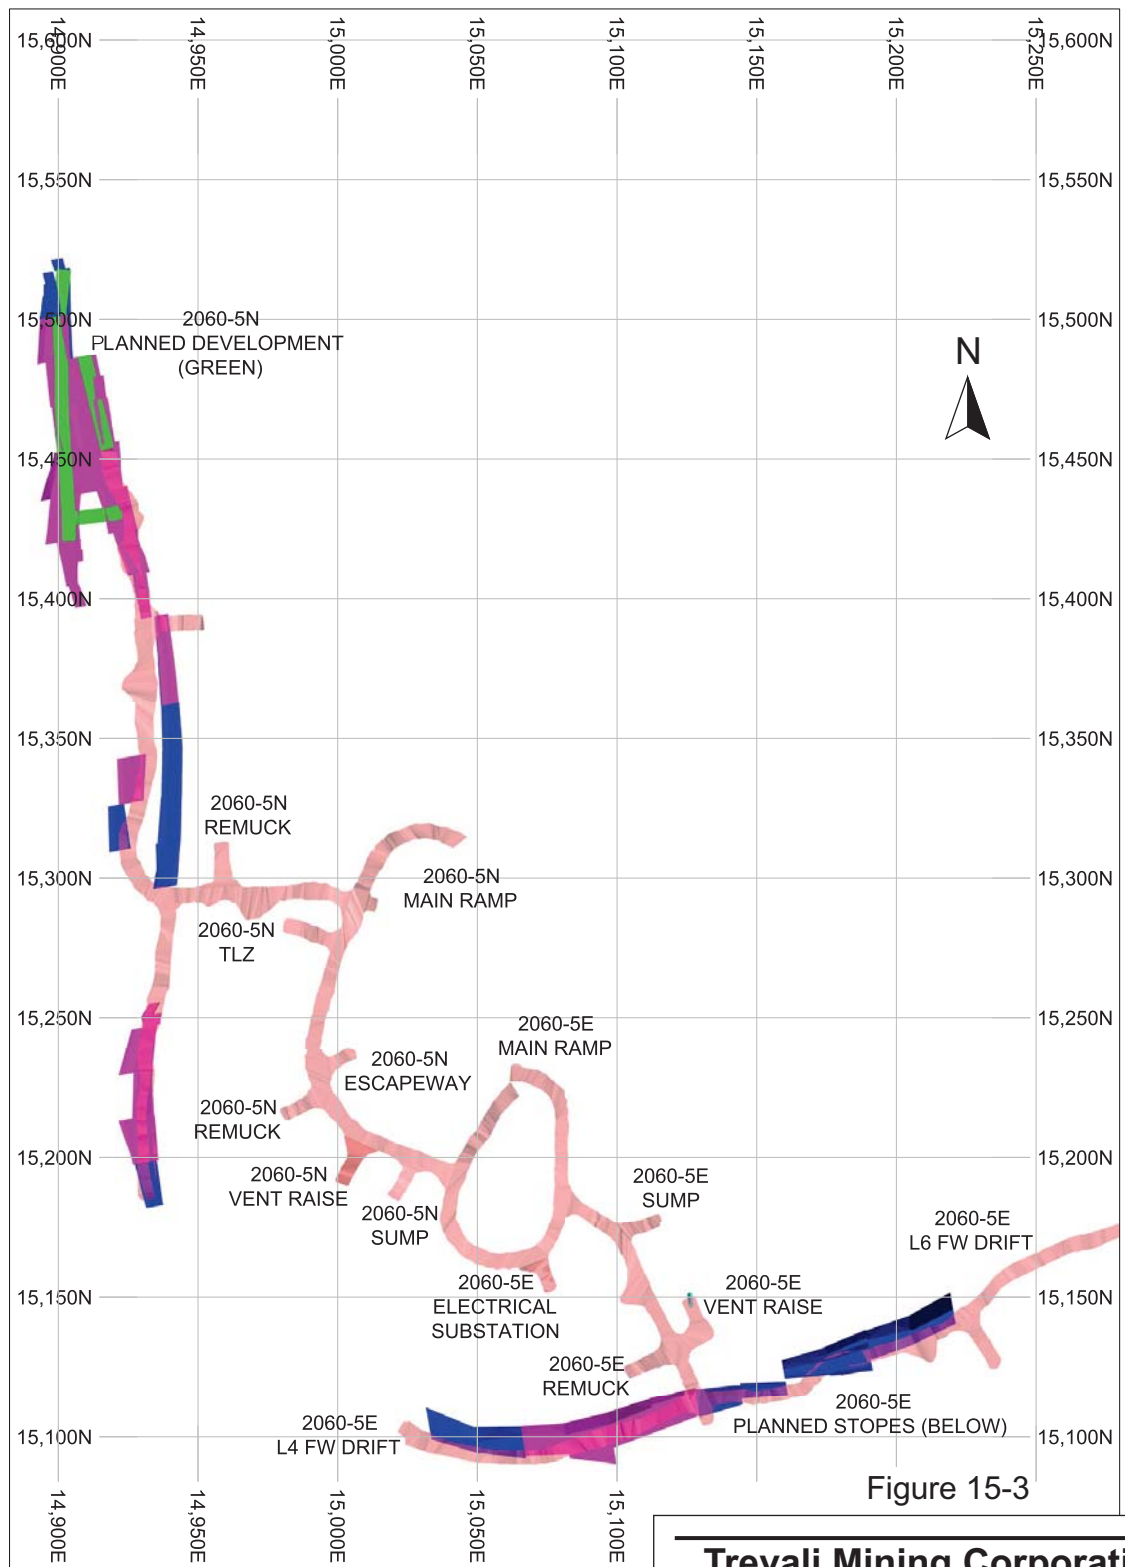 14,900E
14,950E
15,000E
15,050E
15,100E
15,150E
15,200E
15,250E
15,600N
15,600N
15,550N
15,550N
15,500N
15,500N
2060-5N
PLANNED DEVELOPMENT
(GREEN)
N
15,450N
15,450N
15,400N
15,400N
15,350N
15,350N
2060-5N
REMUCK
15,300N
15,300N
2060-5N
MAIN RAMP
2060-5N
TLZ
15,250N
15,250N
2060-5E
MAIN RAMP
2060-5N
ESCAPEWAY
2060-5N
REMUCK
15,200N
15,200N
2060-5N
VENT RAISE
2060-5E
SUMP
2060-5N
SUMP
2060-5E
L6 FW DRIFT
15,150N
15,150N
2060-5E
ELECTRICAL
SUBSTATION
2060-5E
VENT RAISE
2060-5E
REMUCK
2060-5E
PLANNED STOPES (BELOW)
2060-5E
L4 FW DRIFT
15,100N
15,100N
Figure 15-3
14,900E
14,950E
15,000E
15,050E
15,100E
Trevali Mining Corporati